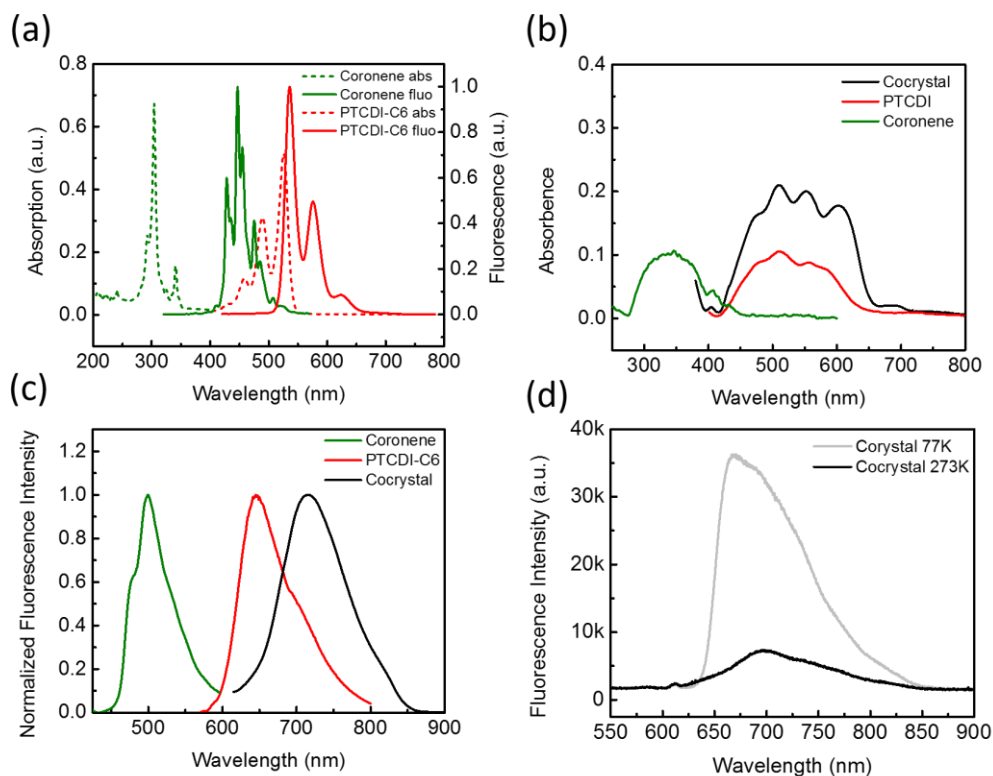 (a)
0.8
0.6
0.4
0.2
0.0
Absorption (a.u.)
Coronene abs
Coronene fluo
PTCDI-C6 abs
PTCDI-C6 fluo
1.0
0.8
0.6
0.4
0.2
0.0
Fluorescence (a.u.)
200 300 400 500 600 700 800
Wavelength (nm)
(b)
0.4
0.3
0.2
0.1
0.0
Absorbence
Cocrystal
PTCDI
Coronene
300 400 500 600 700 800
Wavelength (nm)
(c)
1.2
1.0
0.8
0.6
0.4
0.2
0.0
Normalized Fluorescence Intensity
Coronene
PTCDI-C6
Cocrystal
500 600 700 800 900
Wavelength (nm)
(d)
40k
30k
20k
10k
0
Fluorescence Intensity (a.u.)
Corystal 77K
Cocrystal 273K
550 600 650 700 750 800 850 900
Wavelength (nm)